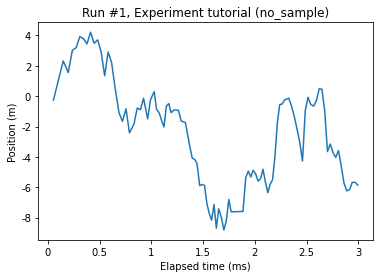 Run #1, Experiment tutorial (no_sample)
Position (m)
4
2
0
-2
-4
-6
-8
0 0.5 1 1.5 2 2.5 3
Elapsed time (ms)